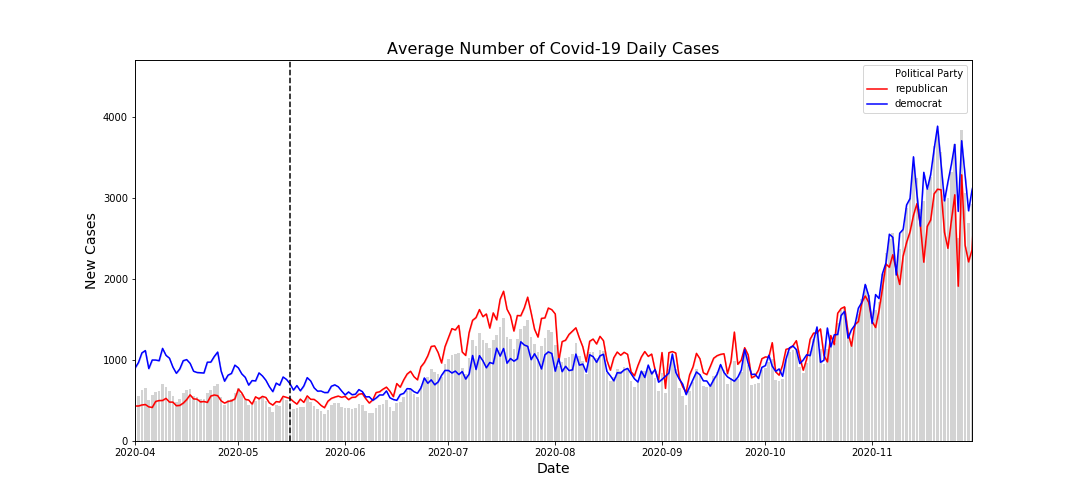 Average Number of Covid-19 Daily Cases
Political Party
republican
democrat
4000
3000
2000
1000
0
New Cases
2020-04
2020-05
2020-06
2020-07
2020-08
2020-09
2020-10
2020-11
Date